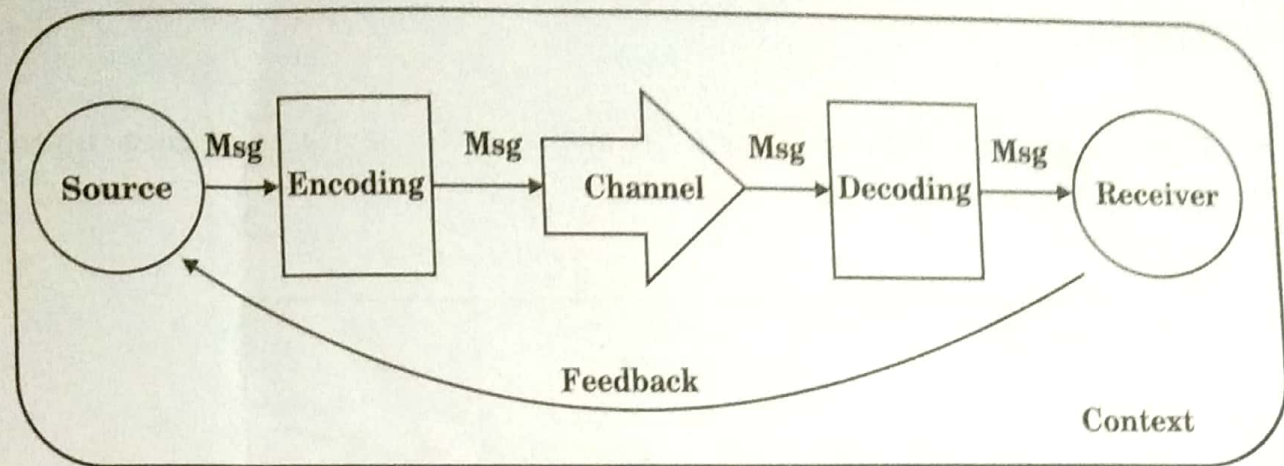 Msg Msg Msg Msg
Source Encoding Channel Decoding Receiver
Feedback
Context